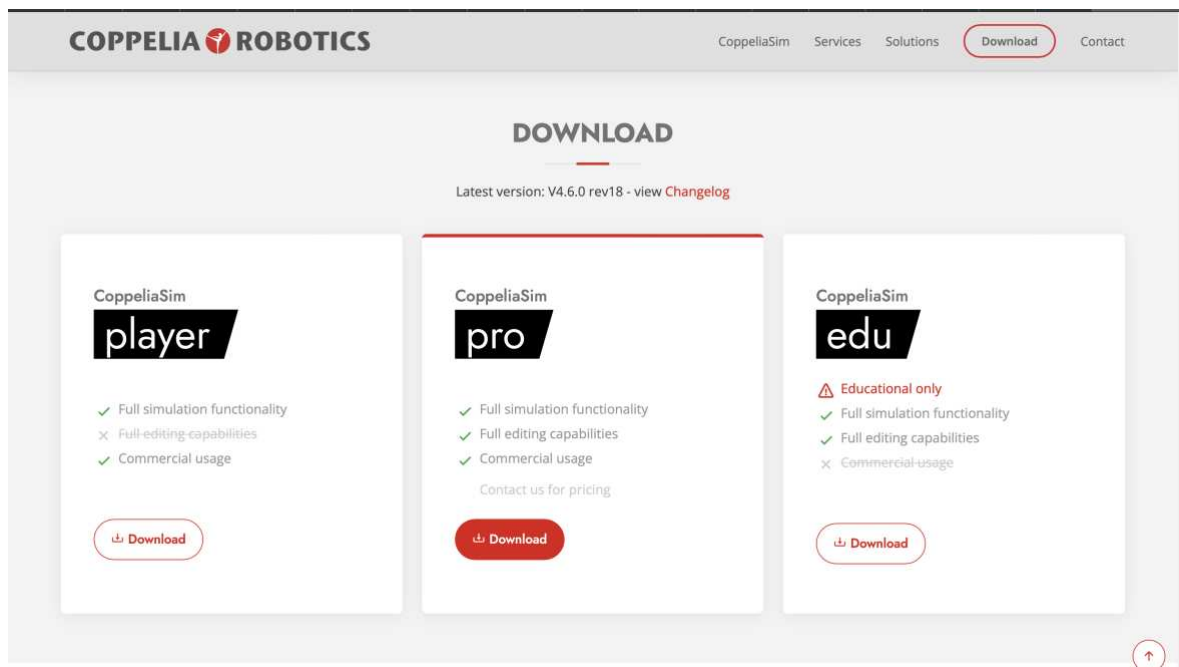 COPPELIA ROBOTICS
CoppeliaSim Services Solutions Download Contact
DOWNLOAD
Latest version: V4.6.0 rev18 - view Changelog
CoppeliaSim
player
Full simulation functionality
Full editing capabilities
Commercial usage
Download
CoppeliaSim
pro
Full simulation functionality
Full editing capabilities
Commercial usage
Contact us for pricing
Download
CoppeliaSim
edu
Educational only
Full simulation functionality
Full editing capabilities
Commercial usage
Download